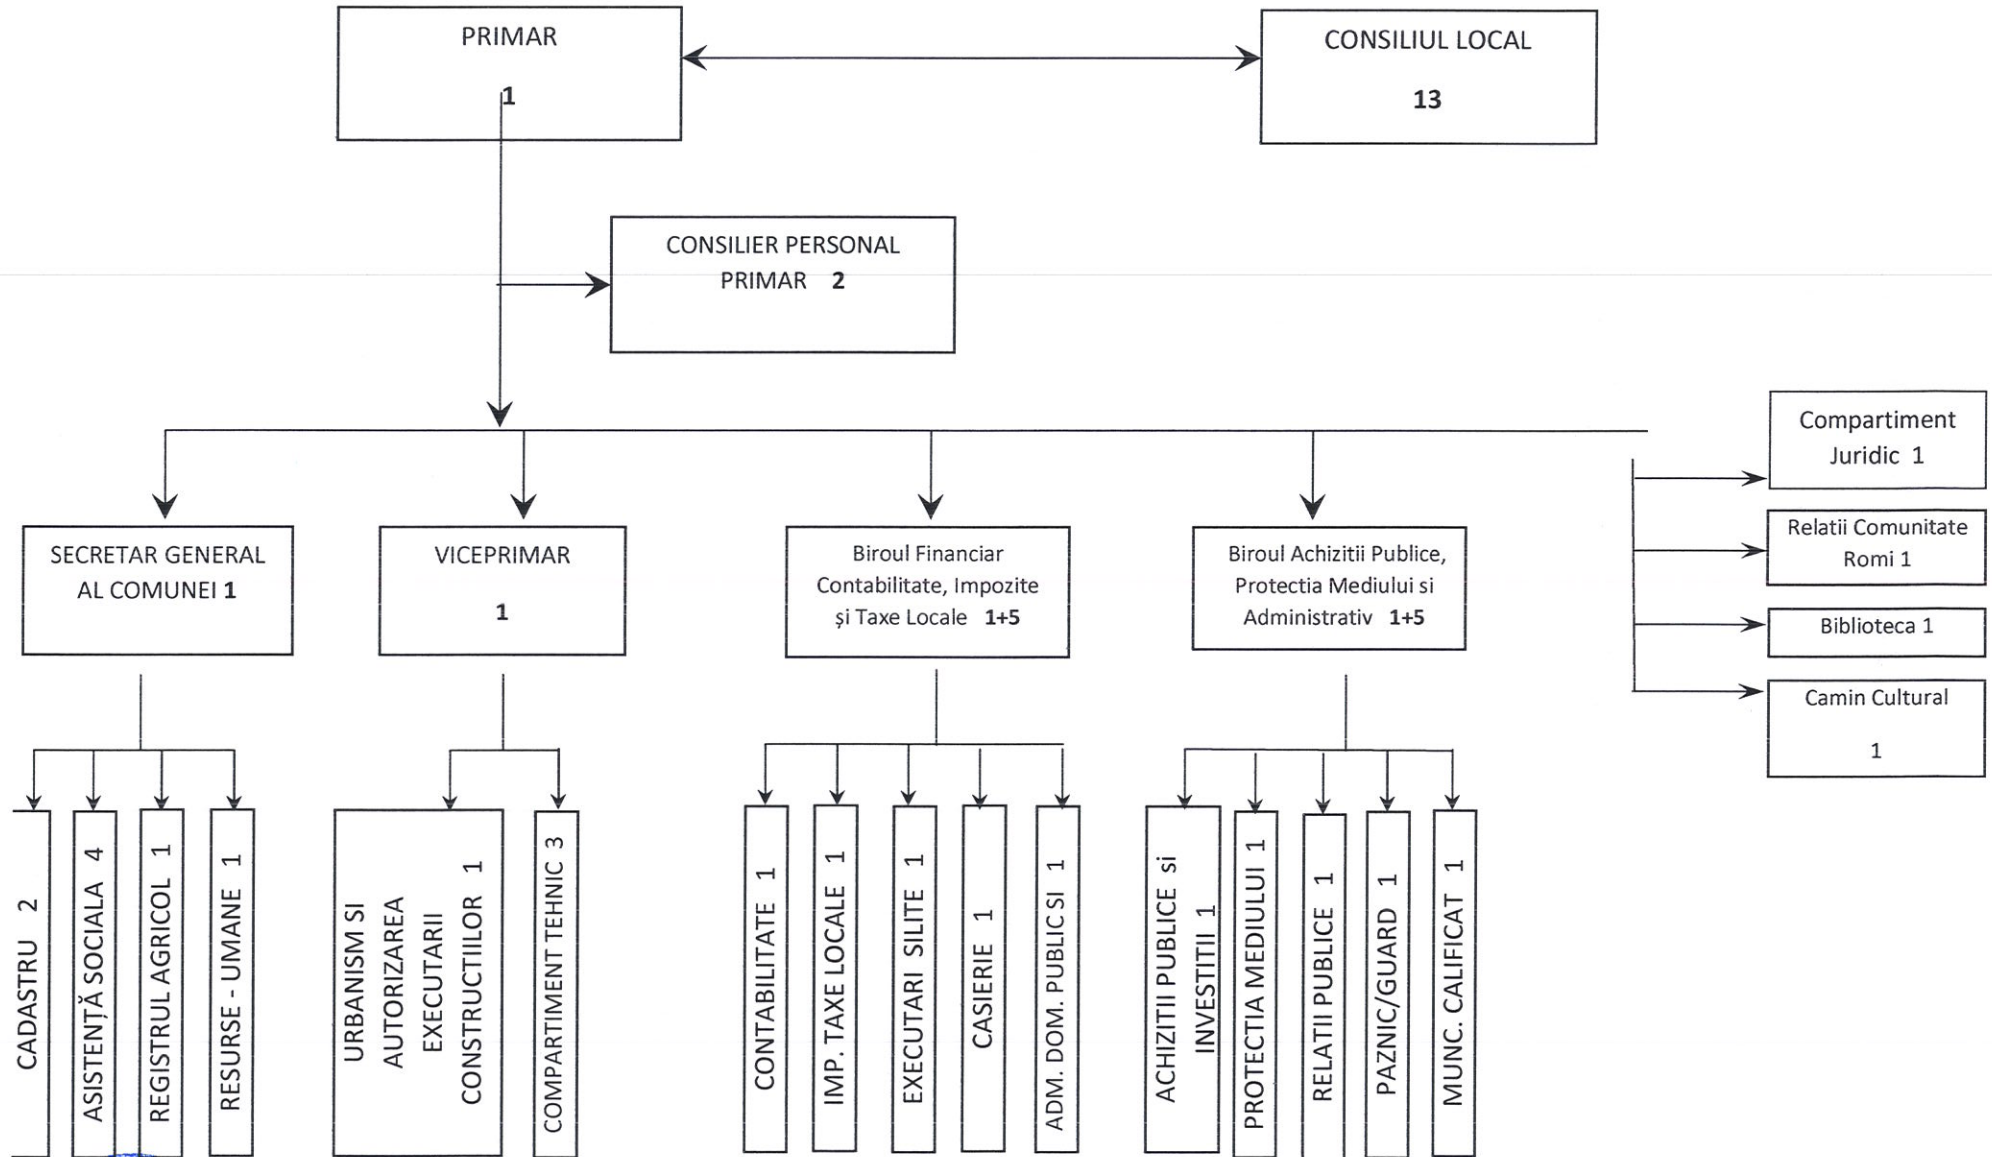 PRIMAR
1
CONSILIUL LOCAL
13
CONSILIER PERSONAL
PRIMAR 2
SECRETAR GENERAL
AL COMUNEI 1
VICEPRIMAR
1
Biroul Financiar
Contabilitate, Impozite
și Taxe Locale 1+5
Biroul Achizitii Publice,
Protectia Mediului si
Administrativ 1+5
Compartiment
Juridic 1
Relatii Comunitate
Romi 1
Biblioteca 1
Camin Cultural
1
CADASTRU 2
ASISTENȚĂ SOCIALA 4
REGISTRUL AGRICOL 1
RESURSE - UMANE 1
URBANISM SI
AUTORIZAREA
EXECUTARII
CONSTRUCTIILOR 1
COMPARTIMENT TEHNIC 3
CONTABILITATE 1
IMP. TAXE LOCALE 1
EXECUTARI SILITE 1
CASIERIE 1
ADM. DOM. PUBLIC SI 1
ACHIZITII PUBLICE si
INVESTITII 1
PROTECTIA MEDIULUI 1
RELATII PUBLICE 1
PAZNIC/GUARD 1
MUNC. CALIFICAT 1